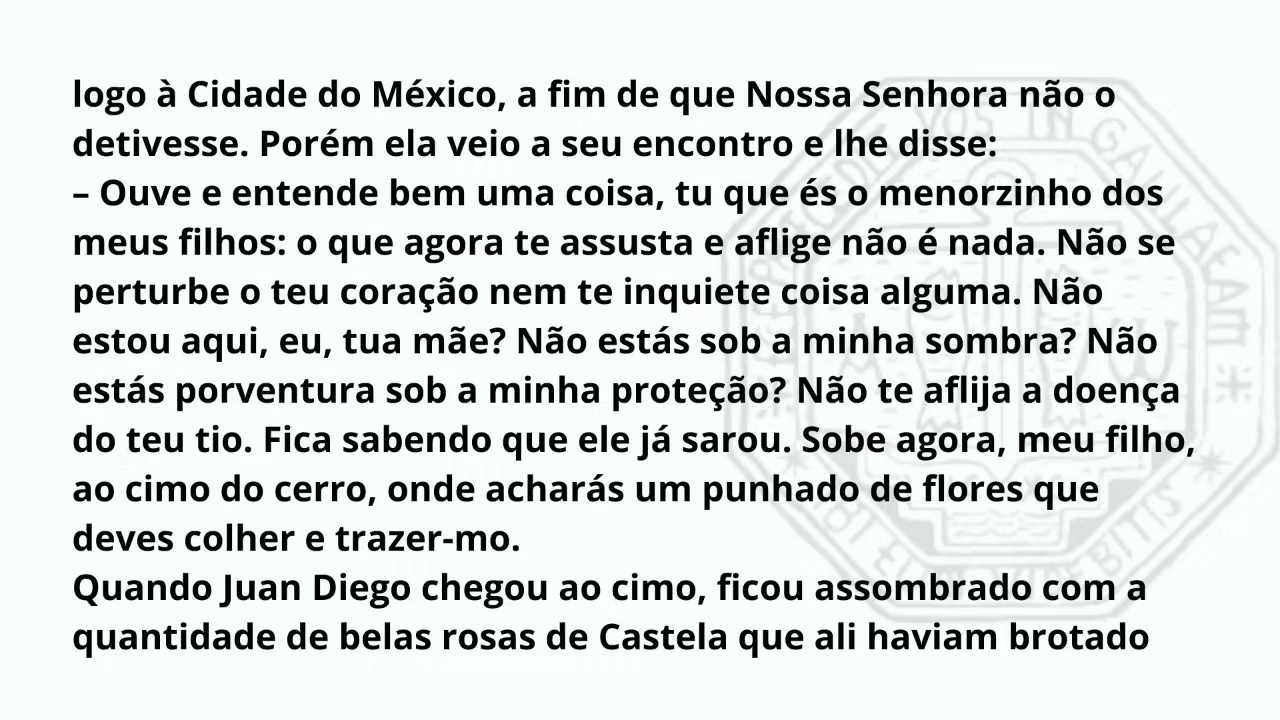 logo à Cidade do México, a fim de que Nossa Senhora não o
detivesse. Porém ela veio a seu encontro e lhe disse:
– Ouve e entende bem uma coisa, tu que és o menorzinho dos
meus filhos: o que agora te assusta e aflige não é nada. Não se
perturbe o teu coração nem te inquiete coisa alguma. Não
estou aqui, eu, tua mãe? Não estás sob a minha sombra? Não
estás porventura sob a minha proteção? Não te aflija a doença
do teu tio. Fica sabendo que ele já sarou. Sobe agora, meu filho,
ao cimo do cerro, onde acharás um punhado de flores que
deves colher e trazer-mo.
Quando Juan Diego chegou ao cimo, ficou assombrado com a
quantidade de belas rosas de Castela que ali haviam brotado